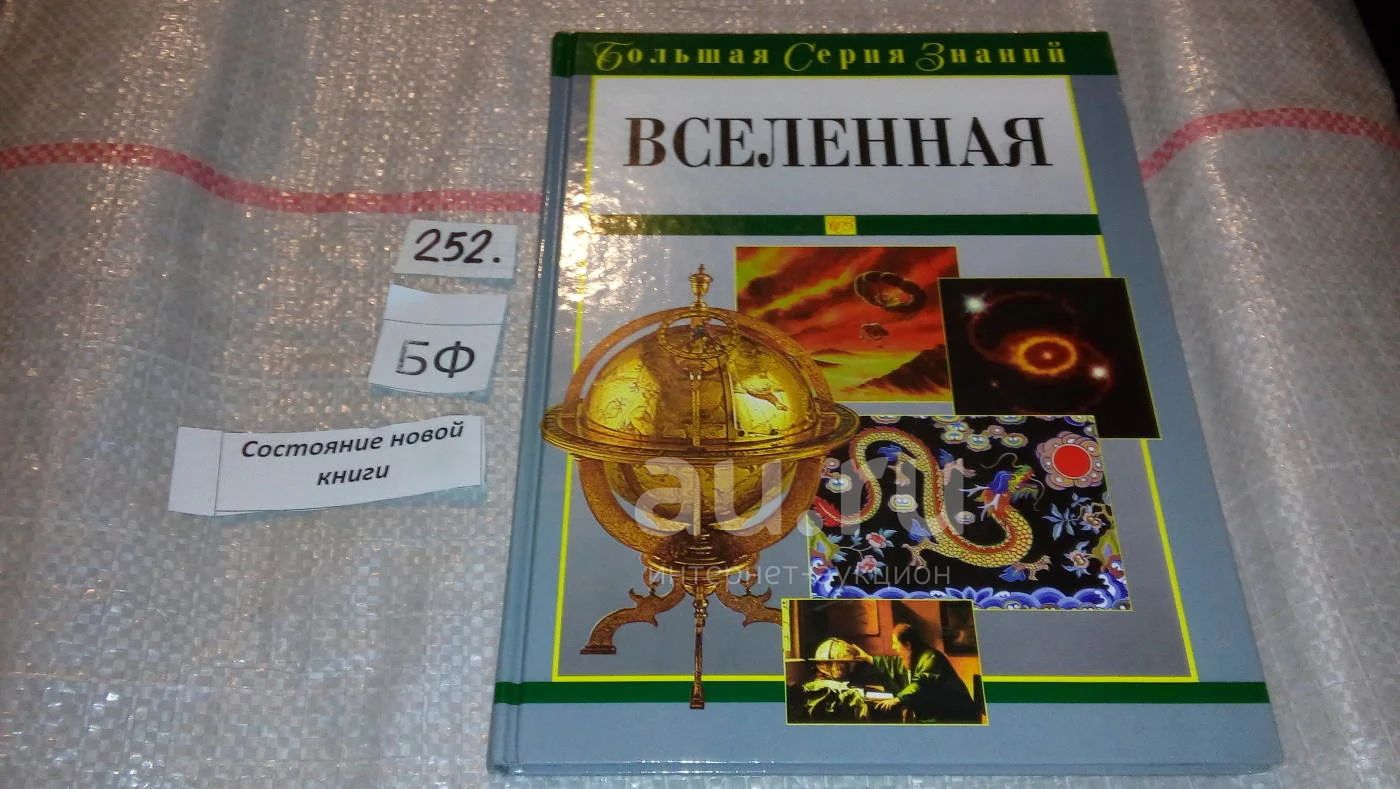 Большая Серия Знаний
ВСЕЛЕННАЯ
252.
БФ
Состояние новой
книги
au.ru
интернет-аукцион